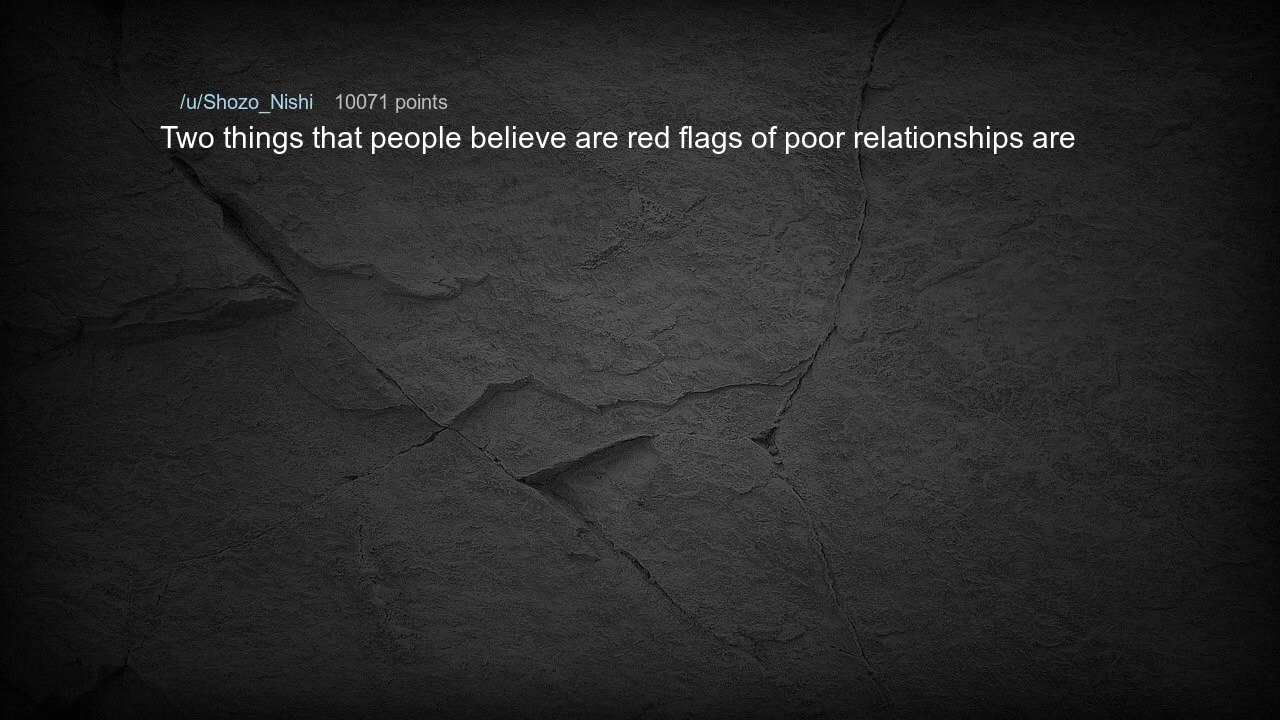 /u/Shozo_Nishi 10071 points
Two things that people believe are red flags of poor relationships are